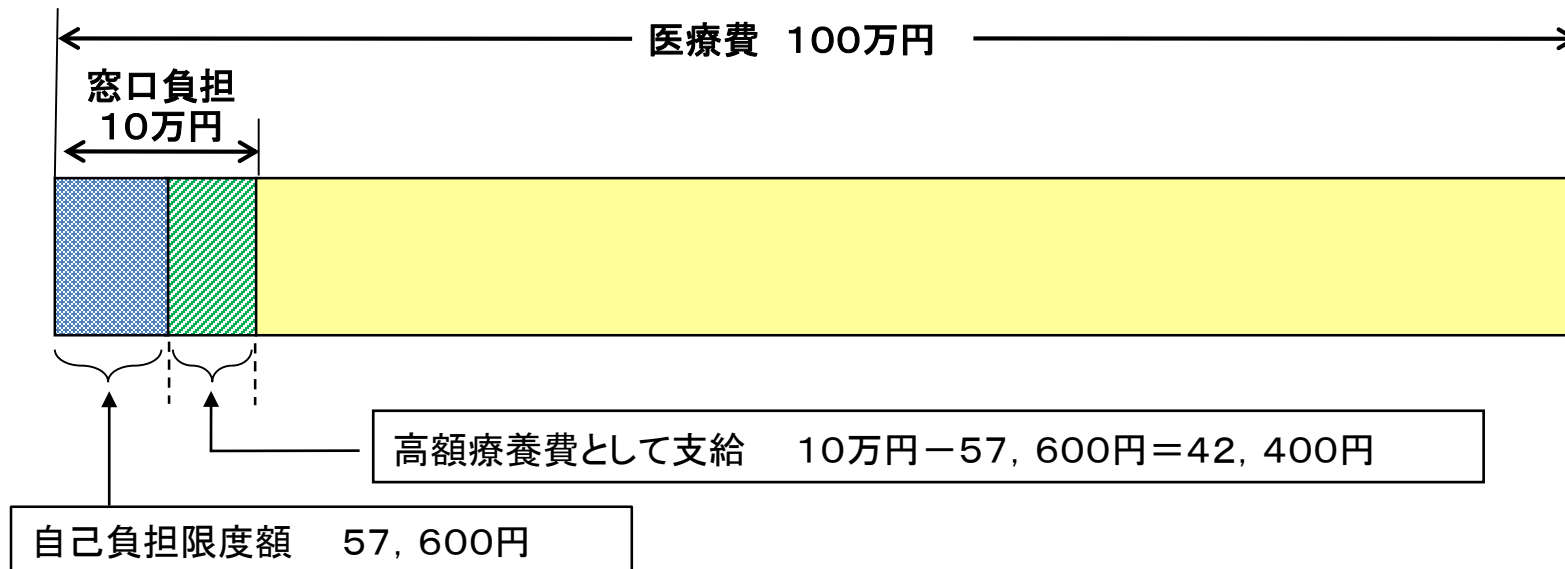 医療費 100万円
窓口負担
10万円
高額療養費として支給 10万円－57,600円＝42,400円
自己負担限度額 57,600円